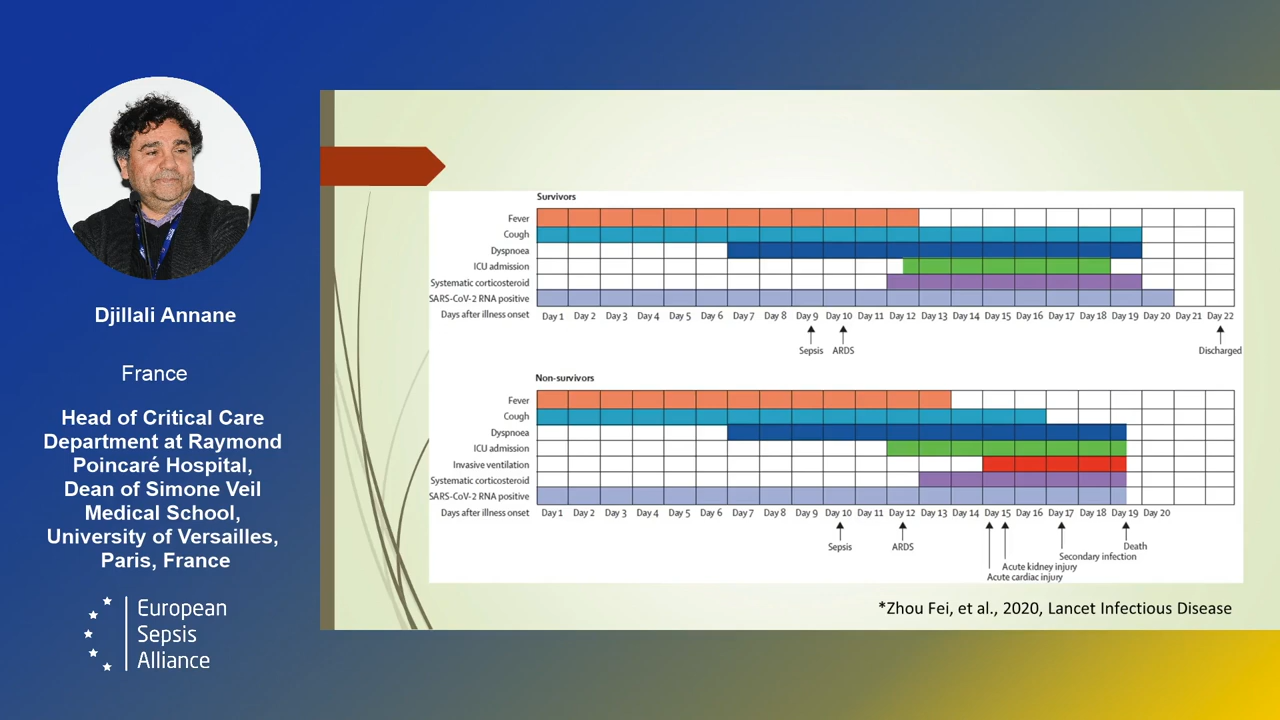 Djillali Annane
France
Head of Critical Care
Department at Raymond
Poincaré Hospital,
Dean of Simone Veil
Medical School,
University of Versailles,
Paris, France
European
Sepsis
Alliance
Survivors
Fever
Cough
Dyspnoea
ICU admission
Systematic corticosteroid
SARS-CoV-2 RNA positive
Days after illness onset Day 1 Day 2 Day 3 Day 4 Day 5 Day 6 Day 7 Day 8 Day 9 Day 10 Day 11 Day 12 Day 13 Day 14 Day 15 Day 16 Day 17 Day 18 Day 19 Day 20 Day 21 Day 22
Sepsis ARDS Discharged
Non-survivors
Fever
Cough
Dyspnoea
ICU admission
Invasive ventilation
Systematic corticosteroid
SARS-CoV-2 RNA positive
Days after illness onset Day 1 Day 2 Day 3 Day 4 Day 5 Day 6 Day 7 Day 8 Day 9 Day 10 Day 11 Day 12 Day 13 Day 14 Day 15 Day 16 Day 17 Day 18 Day 19 Day 20
Sepsis ARDS Death
Secondary infection
Acute kidney injury
Acute cardiac injury
*Zhou Fei, et al., 2020, Lancet Infectious Disease